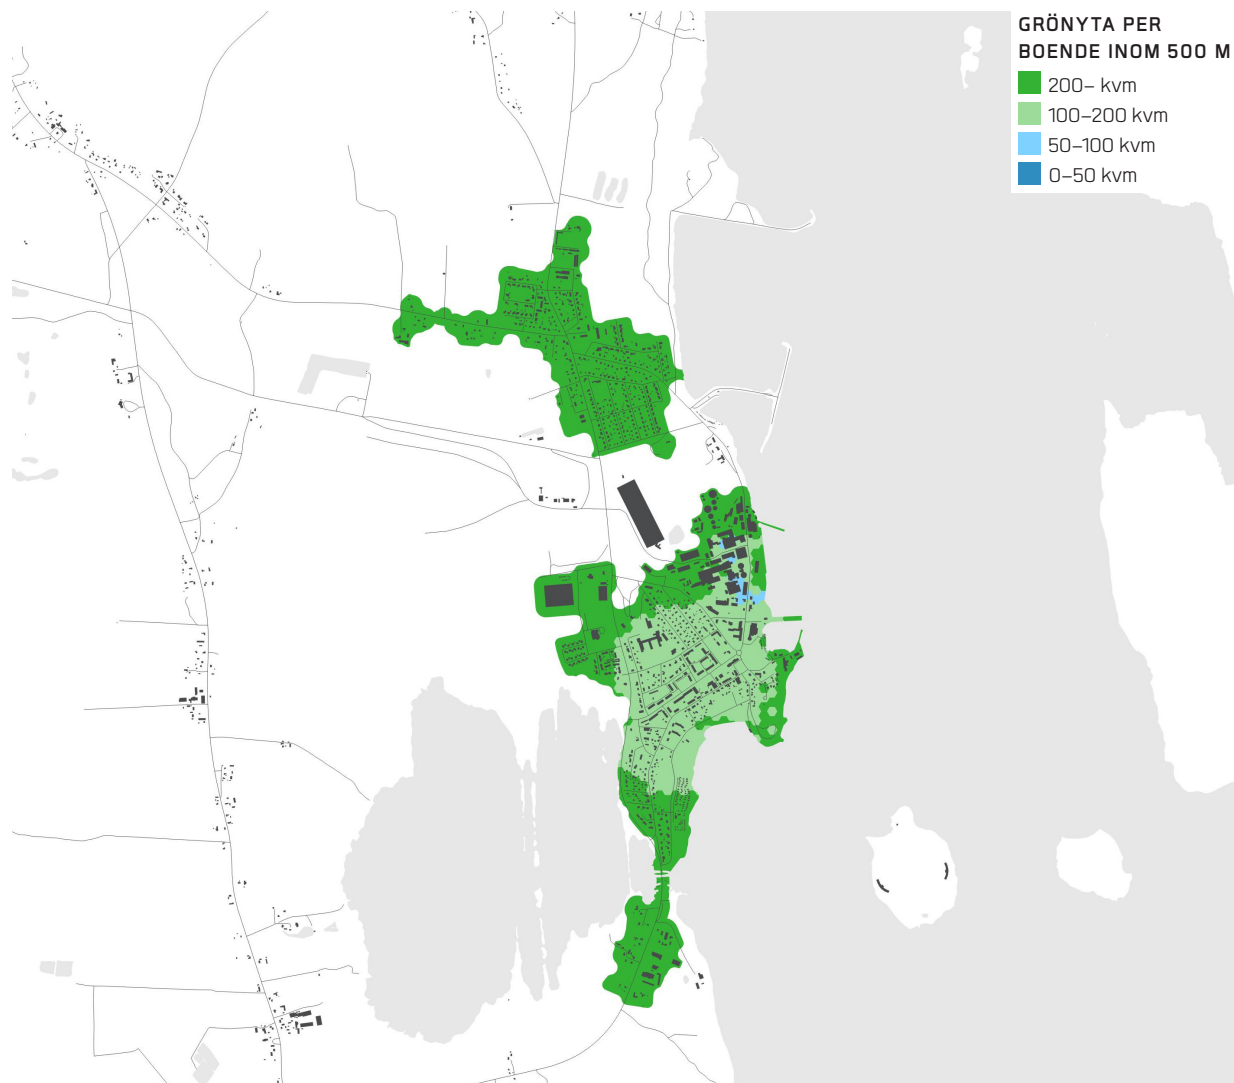 GRÖNYTA PER
BOENDE INOM 500 M
200– kvm
100–200 kvm
50–100 kvm
0–50 kvm